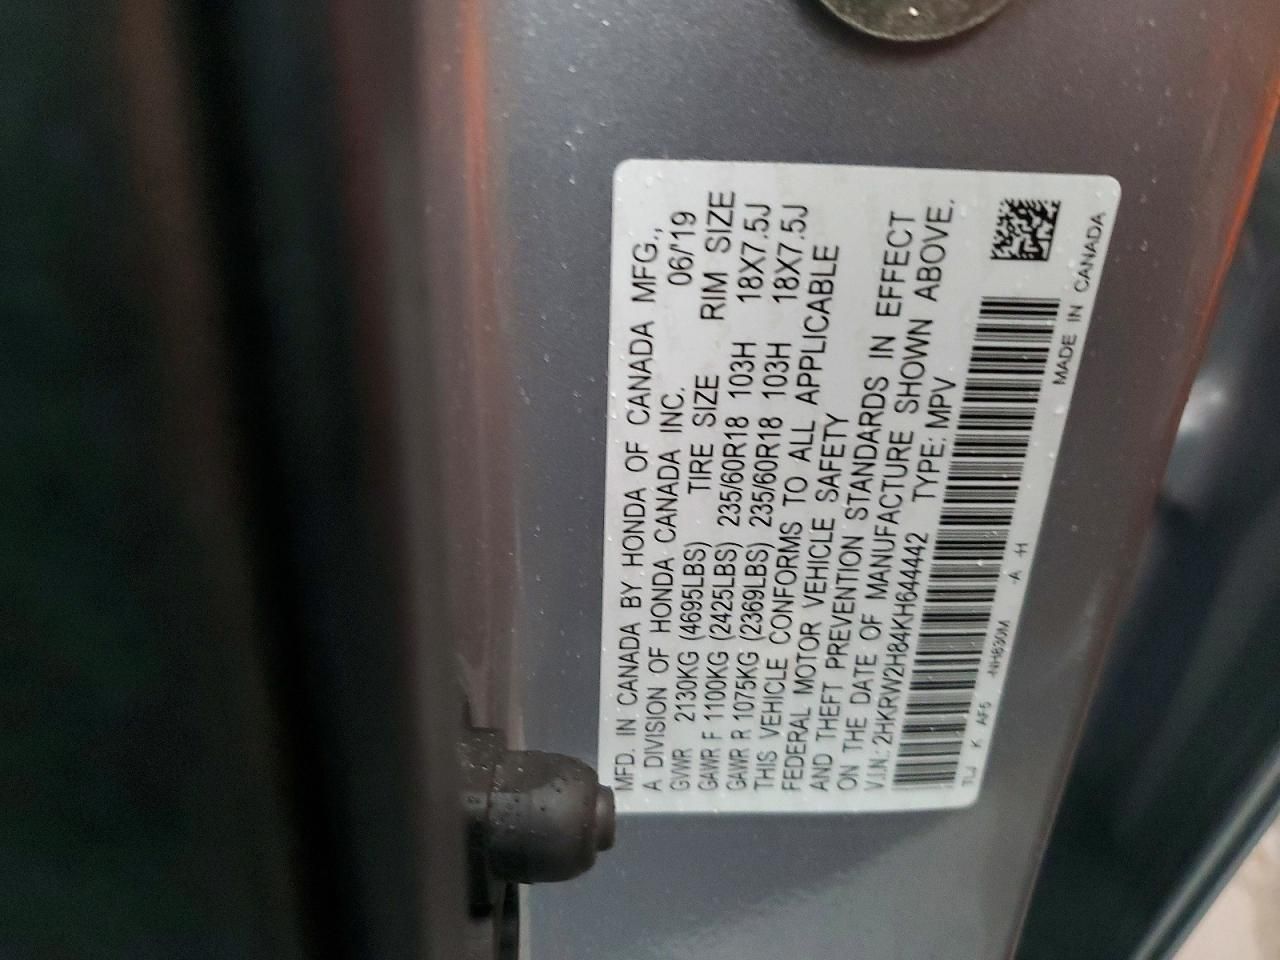 MFD. IN CANADA BY HONDA OF CANADA MFG.,
A DIVISION OF HONDA CANADA INC. 06/'19
GVWR 2130KG (4695LBS) TIRE SIZE RIM SIZE
GAWR F 1100KG (2425LBS) 235/60R18 103H 18X7.5J
GAWR R 1075KG (2369LBS) 235/60R18 103H 18X7.5J
THIS VEHICLE CONFORMS TO ALL APPLICABLE
FEDERAL MOTOR VEHICLE SAFETY
AND THEFT PREVENTION STANDARDS IN EFFECT
ON THE DATE OF MANUFACTURE SHOWN ABOVE.
V.I.N.: 2HKRW2H84KH644442 TYPE: MPV
TLJ K AF5 -NH830M -A -H
MADE IN CANADA